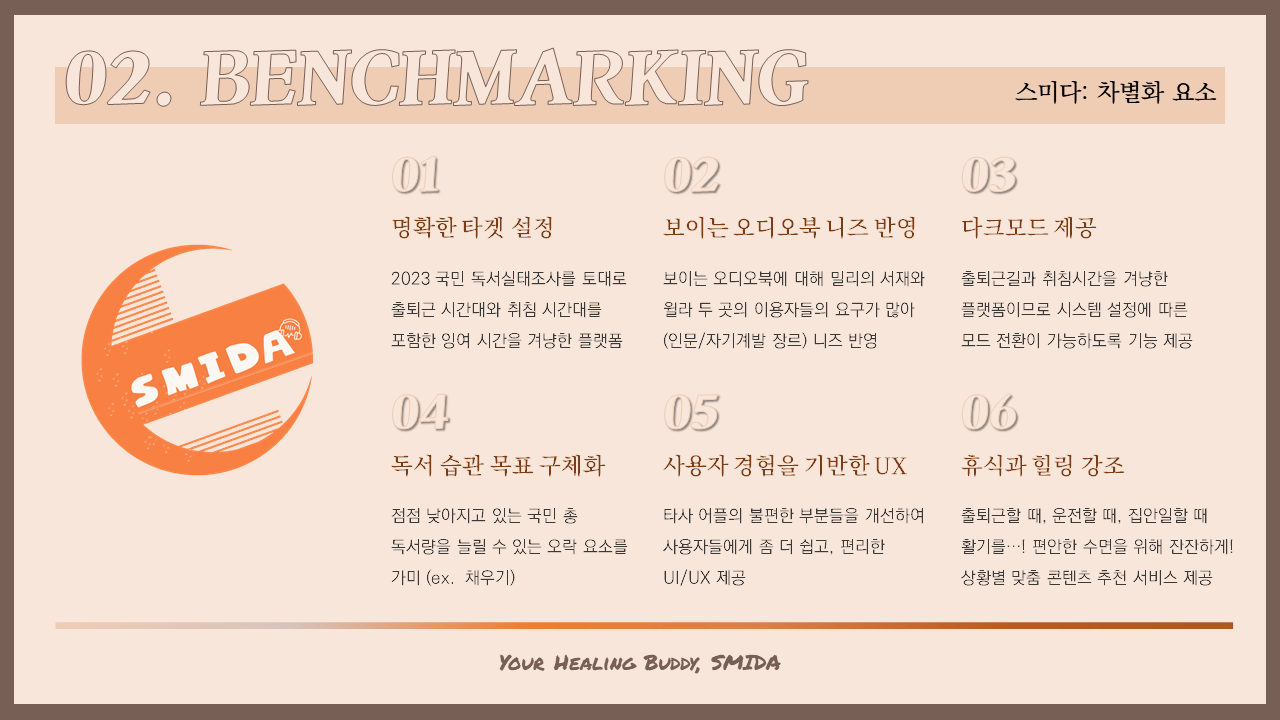 02. BENCHMARKING
스미다: 차별화 요소
SMIDA
01
명확한 타겟 설정
2023 국민 독서실태조사를 토대로
출퇴근 시간대와 취침 시간대를
포함한 잉여 시간을 겨냥한 플랫폼
02
보이는 오디오북 니즈 반영
보이는 오디오북에 대해 밀리의 서재와
윌라 두 곳의 이용자들의 요구가 많아
(인문/자기계발 장르) 니즈 반영
03
다크모드 제공
출퇴근길과 취침시간을 겨냥한
플랫폼이므로 시스템 설정에 따른
모드 전환이 가능하도록 기능 제공
04
독서 습관 목표 구체화
점점 낮아지고 있는 국민 총
독서량을 늘릴 수 있는 오락 요소를
가미 (ex. 채우기)
05
사용자 경험을 기반한 UX
타사 어플의 불편한 부분들을 개선하여
사용자들에게 좀 더 쉽고, 편리한
UI/UX 제공
06
휴식과 힐링 강조
출퇴근할 때, 운전할 때, 집안일할 때
활기를…! 편안한 수면을 위해 잔잔하게!
상황별 맞춤 콘텐츠 추천 서비스 제공
Your Healing Buddy, SMIDA